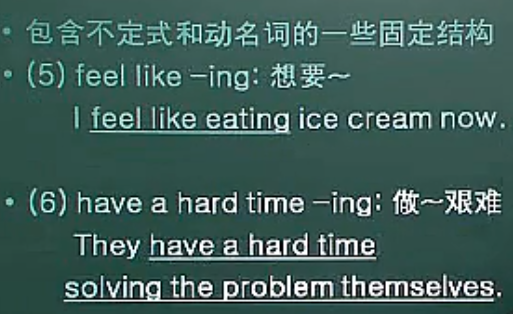 • 包含不定式和动名词的一些固定结构
• (5) feel like –ing: 想要～
I feel like eating ice cream now.
• (6) have a hard time –ing: 做～艰难
They have a hard time
solving the problem themselves.